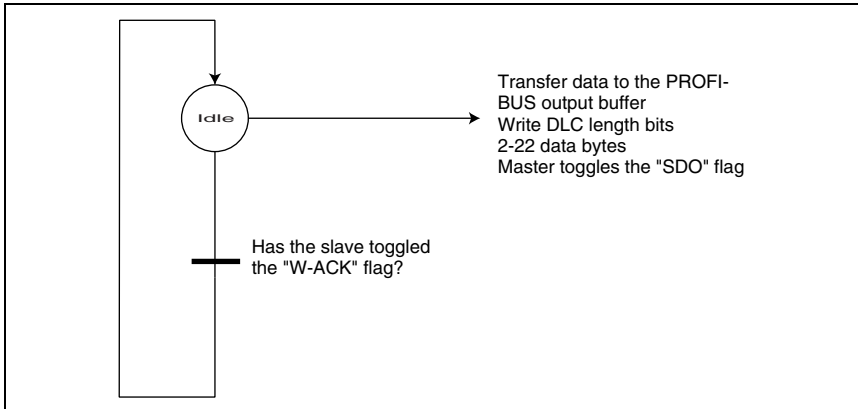 Idle
Transfer data to the PROFI-
BUS output buffer
Write DLC length bits
2-22 data bytes
Master toggles the "SDO" flag
Has the slave toggled
the "W-ACK" flag?